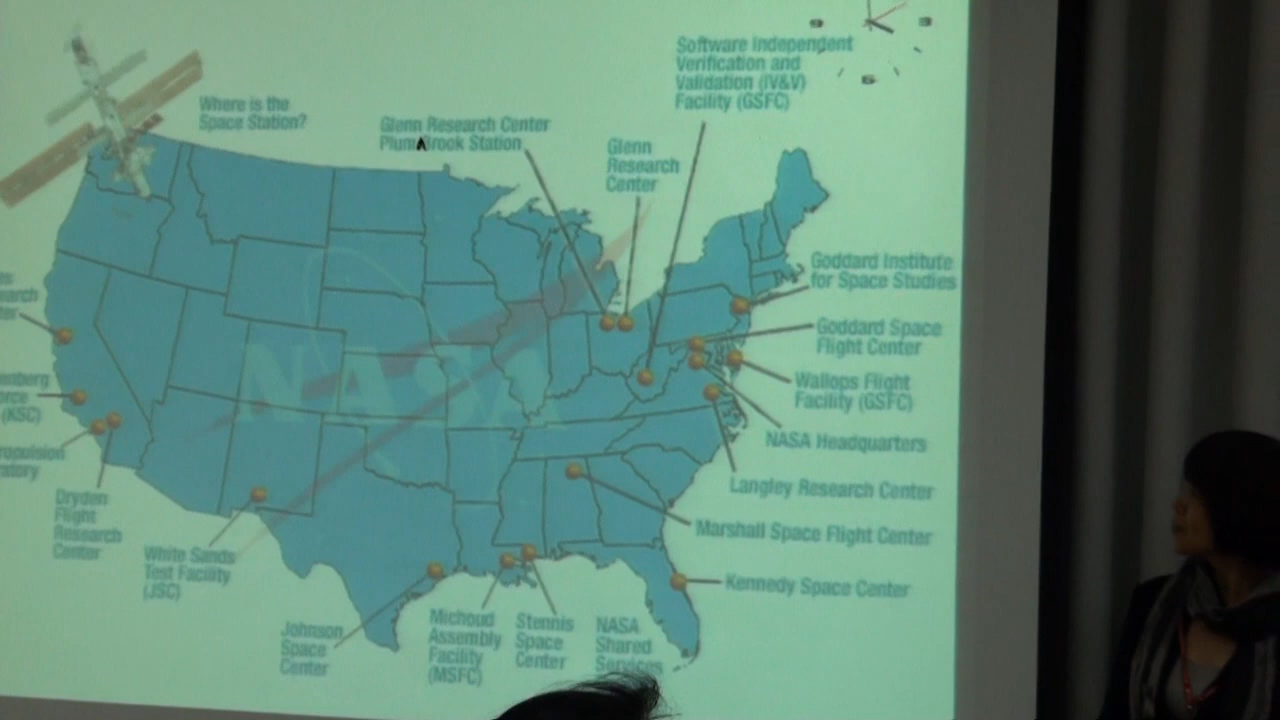 Software Independent
Verification and
Validation (IV&V)
Facility (GSFC)
Where is the
Space Station?
Glenn Research Center
Plum rook Station
Glenn
Research
Center
Goddard Institute
for Space Studies
Goddard Space
Flight Center
Wallops Flight
Facility (GSFC)
NASA Headquarters
Langley Research Center
Marshall Space Flight Center
Kennedy Space Center
NASA
(KSC)
Dryden
Flight
Research
Center
White Sands
Test Facility
(JSC)
Johnson
Space
Center
Michoud
Assembly
Facility
(MSFC)
Stennis
Space
Center
NASA
Shared
Services